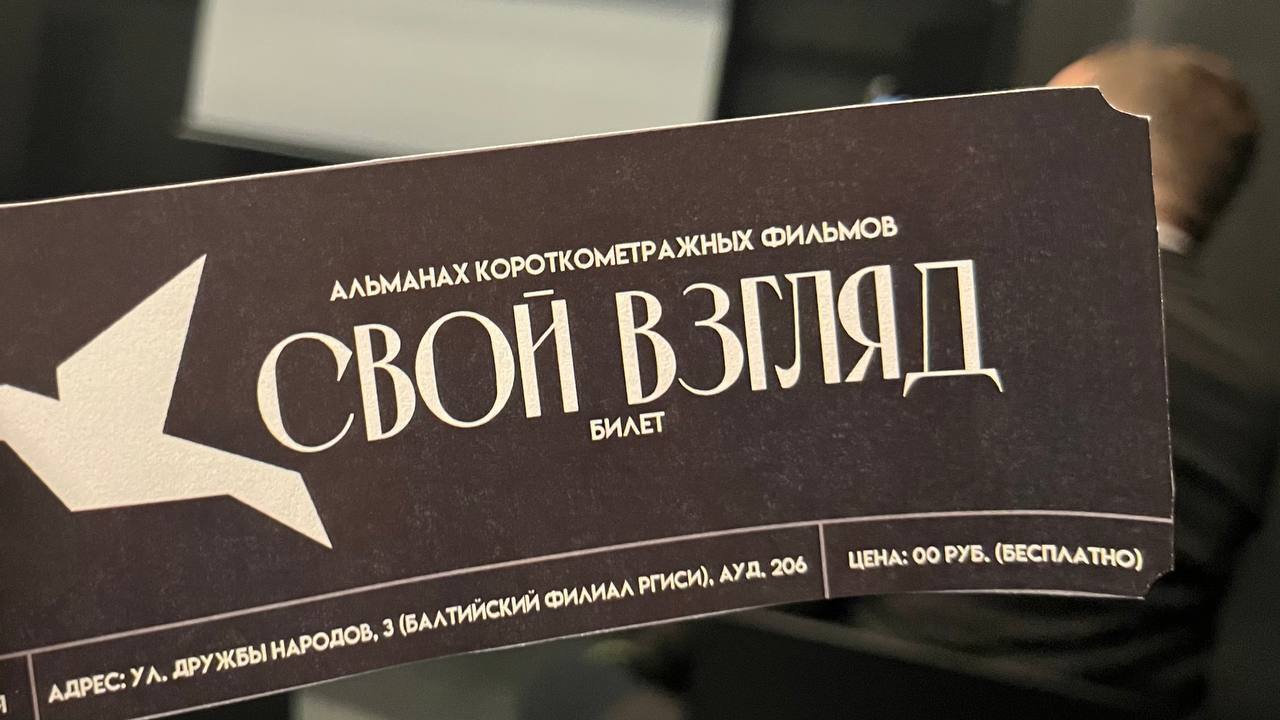 АЛЬМАНАХ КОРОТКОМЕТРАЖНЫХ ФИЛЬМОВ
СВОЙ ВЗГЛЯД
БИЛЕТ
АДРЕС: УЛ. ДРУЖБЫ НАРОДОВ, 3 (БАЛТИЙСКИЙ ФИЛИАЛ РГИСИ), АУД. 206
ЦЕНА: 00 РУБ. (БЕСПЛАТНО)